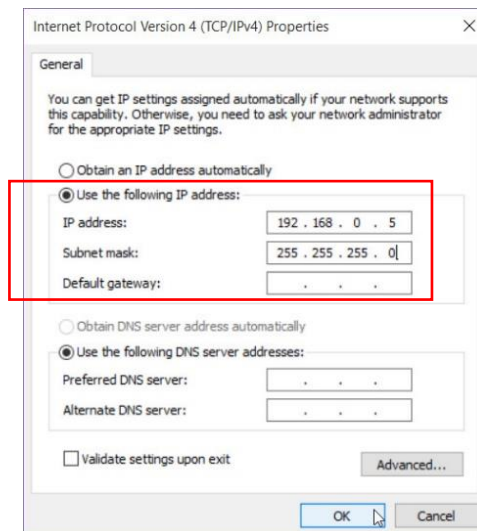 Internet Protocol Version 4 (TCP/IPv4) Properties
General
You can get IP settings assigned automatically if your network supports
this capability. Otherwise, you need to ask your network administrator
for the appropriate IP settings.
Obtain an IP address automatically
Use the following IP address:
IP address: 192 . 168 . 0 . 5
Subnet mask: 255 . 255 . 255 . 0
Default gateway: . . .
Obtain DNS server address automatically
Use the following DNS server addresses:
Preferred DNS server: . . .
Alternate DNS server: . . .
Validate settings upon exit
Advanced...
OK Cancel